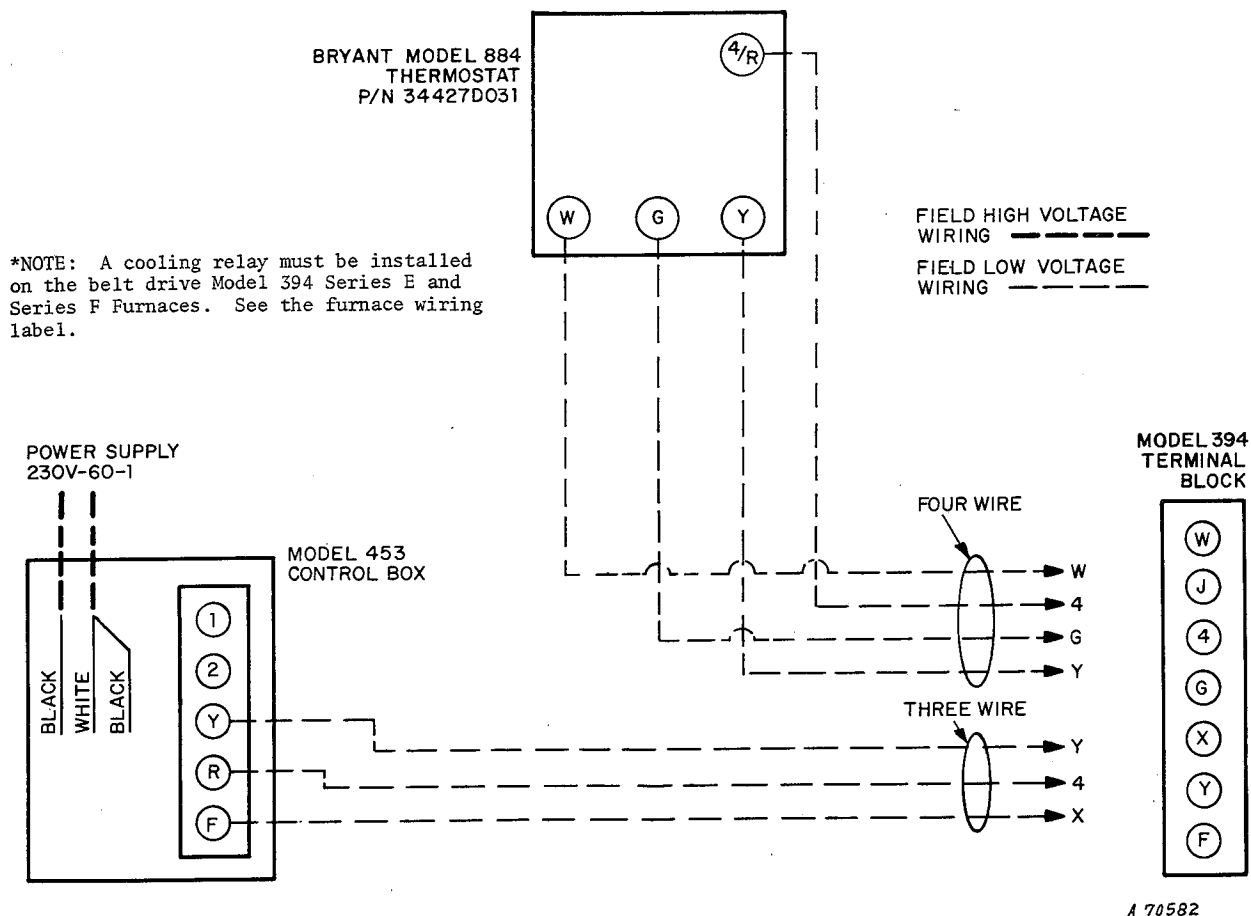 BRYANT MODEL 884
THERMOSTAT
P/N 34427D031
4/R
W
G
Y
FIELD HIGH VOLTAGE
WIRING
FIELD LOW VOLTAGE
WIRING
*NOTE: A cooling relay must be installed
on the belt drive Model 394 Series E and
Series F Furnaces. See the furnace wiring
label.
POWER SUPPLY
230V-60-1
MODEL 453
CONTROL BOX
BLACK
WHITE
BLACK
1
2
Y
R
F
FOUR WIRE
W
4
G
Y
THREE WIRE
Y
4
X
MODEL 394
TERMINAL
BLOCK
W
J
4
G
X
Y
F
A 70582